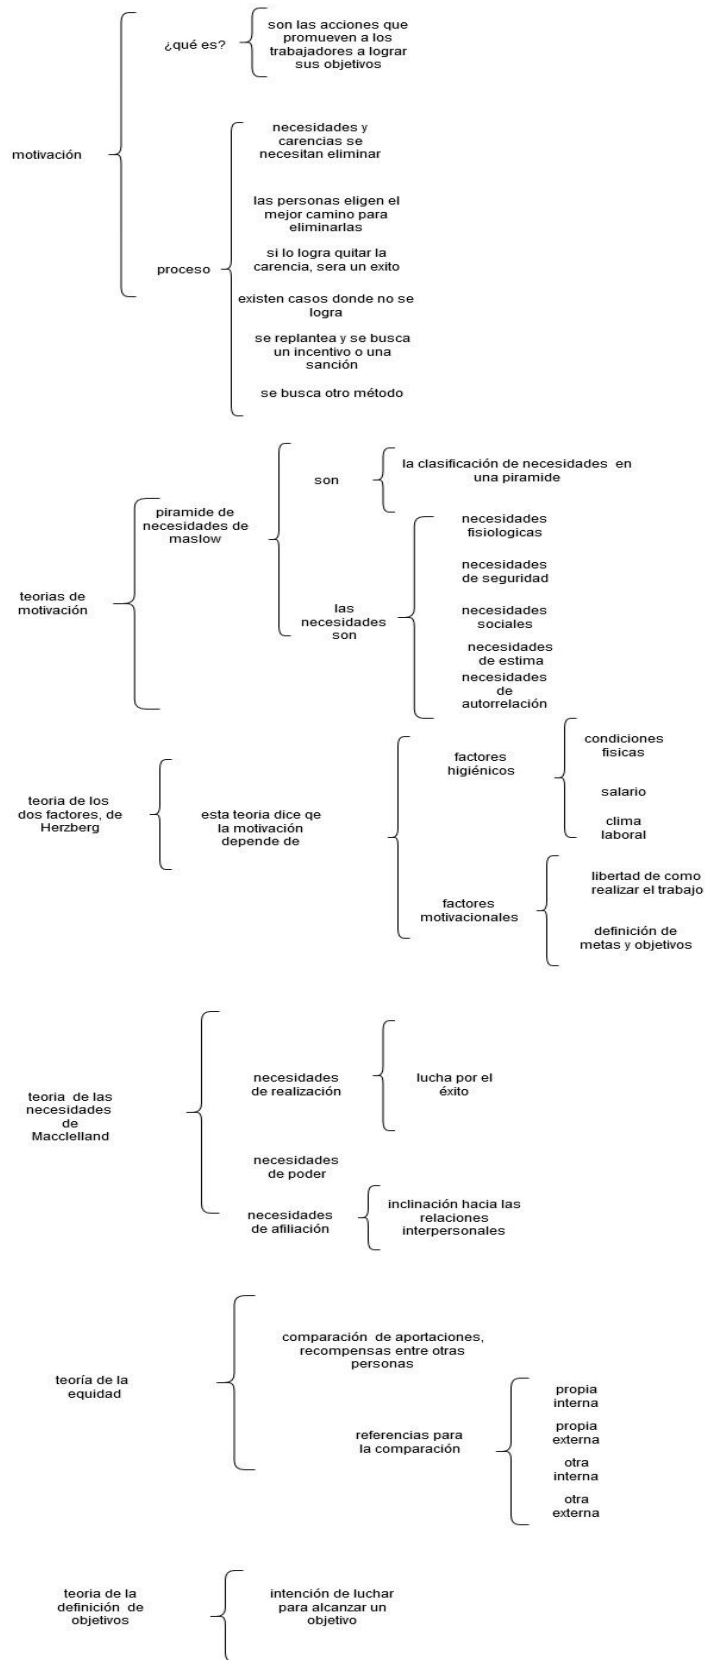 motivación
¿qué es?
son las acciones que
promueven a los
trabajadores a lograr
sus objetivos
proceso
necesidades y
carencias se
necesitan eliminar
las personas eligen el
mejor camino para
eliminarlas
si lo logra quitar la
carencia, sera un exito
existen casos donde no se
logra
se replantea y se busca
un incentivo o una
sanción
se busca otro método
teorias de
motivación
piramide de
necesidades de
maslow
son
la clasificación de necesidades en
una piramide
las
necesidades
son
necesidades
fisiologicas
necesidades
de seguridad
necesidades
sociales
necesidades
de estima
necesidades
de
autorrelación
teoria de los
dos factores, de
Herzberg
esta teoria dice qe
la motivación
depende de
factores
higiénicos
condiciones
fisicas
salario
clima
laboral
factores
motivacionales
libertad de como
realizar el trabajo
definición de
metas y objetivos
teoria de las
necesidades
de
Macclelland
necesidades
de realización
lucha por el
éxito
necesidades
de poder
necesidades
de afiliación
inclinación hacia las
relaciones
interpersonales
teoría de la
equidad
comparación de aportaciones,
recompensas entre otras
personas
referencias para
la comparación
propia
interna
propia
externa
otra
interna
otra
externa
teoria de la
definición de
objetivos
intención de luchar
para alcanzar un
objetivo